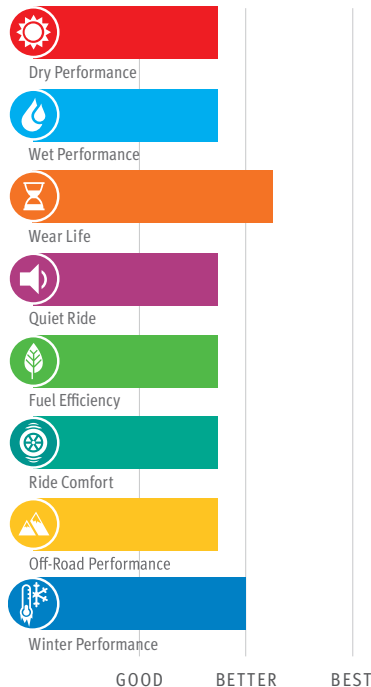 Dry Performance
Wet Performance
Wear Life
Quiet Ride
Fuel Efficiency
Ride Comfort
Off-Road Performance
Winter Performance
GOOD BETTER BEST